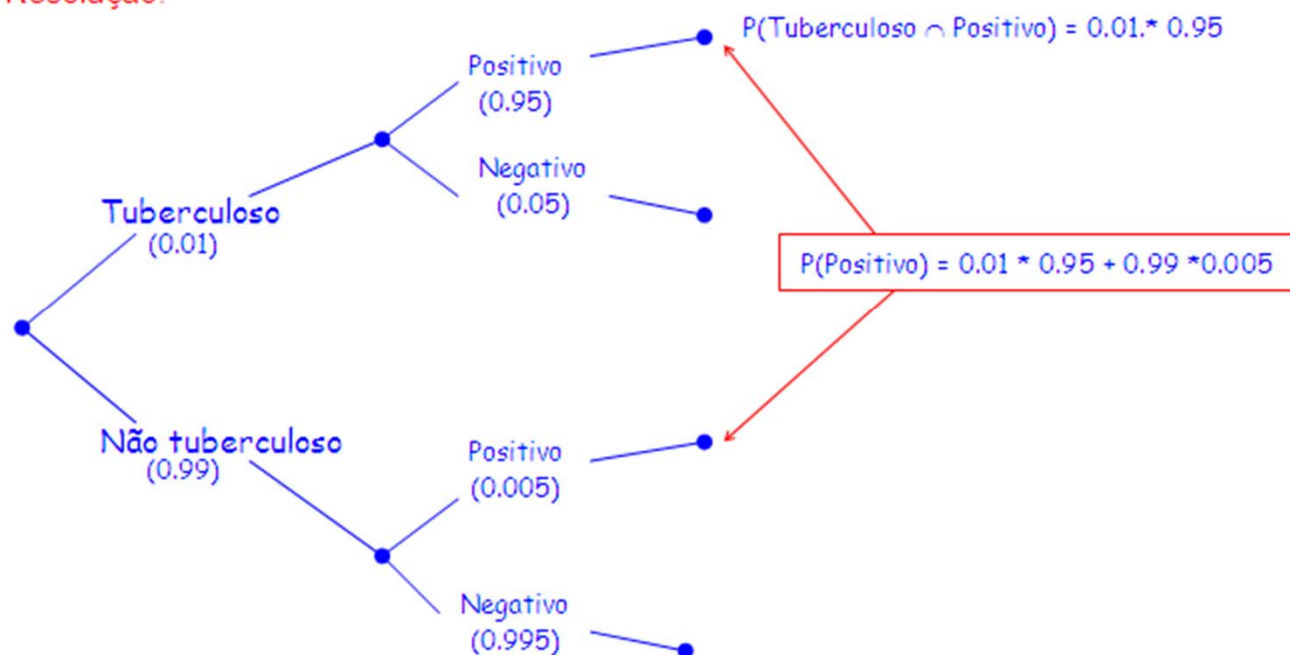 Resolução:
P(Tuberculoso ∩ Positivo) = 0.01.* 0.95
Positivo
(0.95)
Negativo
(0.05)
Tuberculoso
(0.01)
P(Positivo) = 0.01 * 0.95 + 0.99 *0.005
Não tuberculoso
(0.99)
Positivo
(0.005)
Negativo
(0.995)